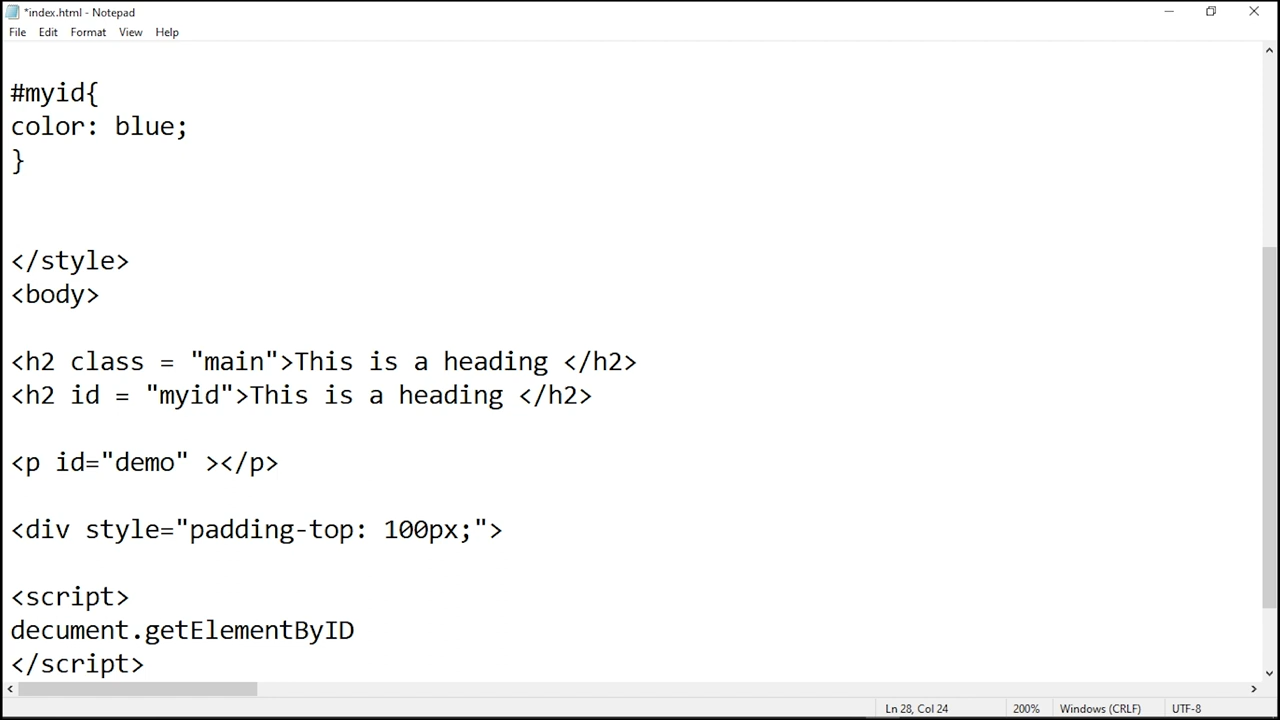 *index.html - Notepad
File Edit Format View Help
#myid{
color: blue;
}
</style>
<body>
<h2 class = "main">This is a heading </h2>
<h2 id = "myid">This is a heading </h2>
<p id="demo" ></p>
<div style="padding-top: 100px;">
<script>
decument.getElementByID
</script>
Ln 28, Col 24 200% Windows (CRLF) UTF-8